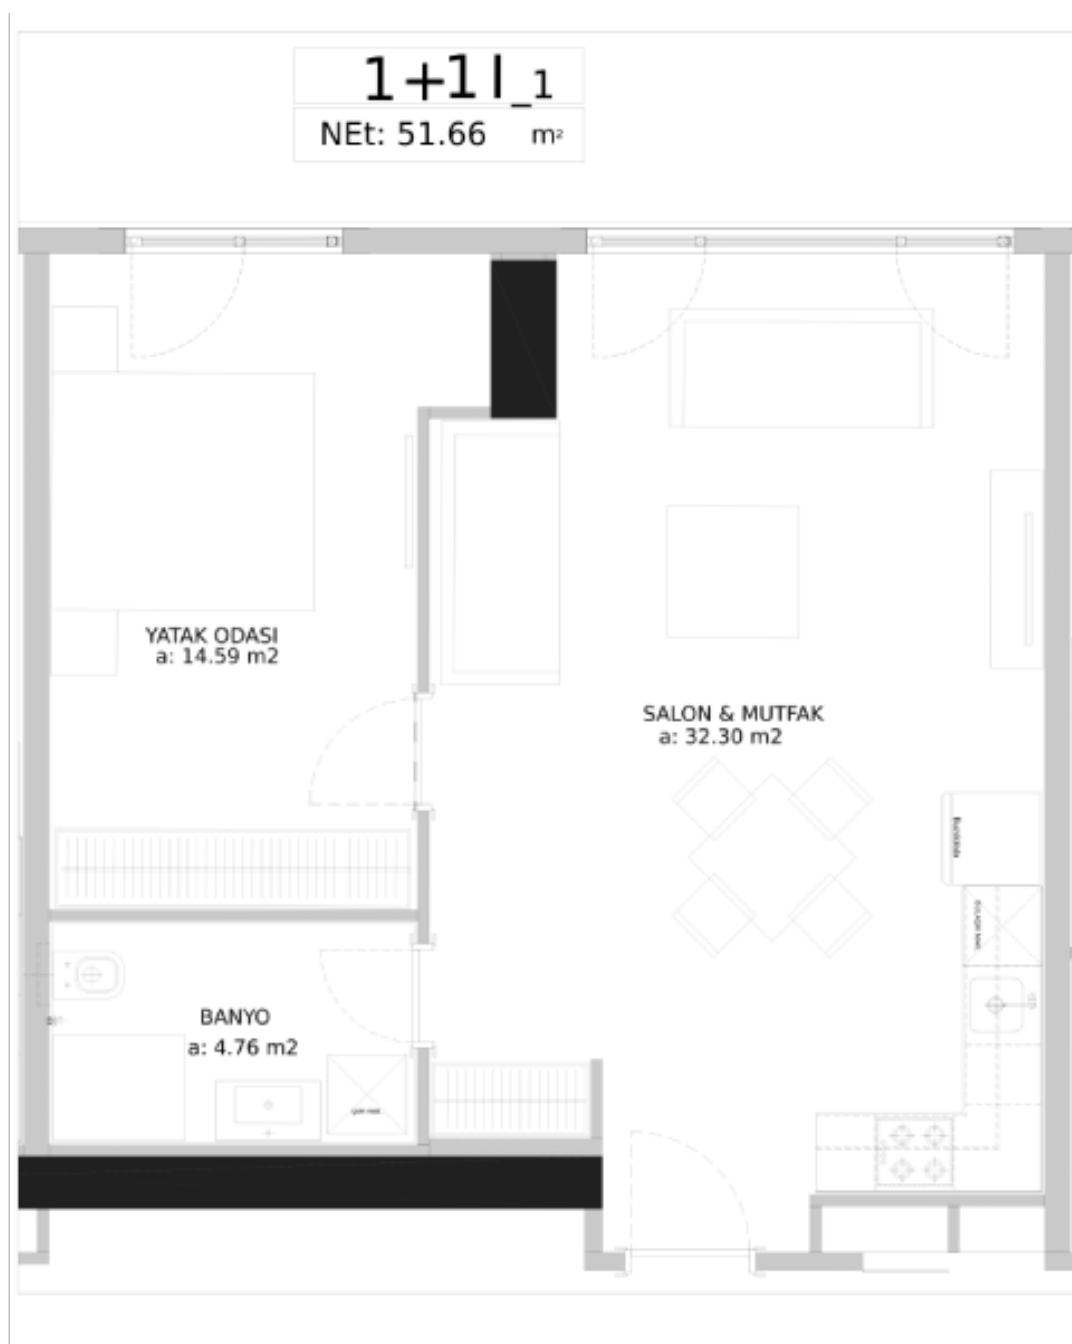 1+1 I_1
NEt: 51.66 m²
YATAK ODASI
a: 14.59 m2
SALON & MUTFAK
a: 32.30 m2
BANYO
a: 4.76 m2